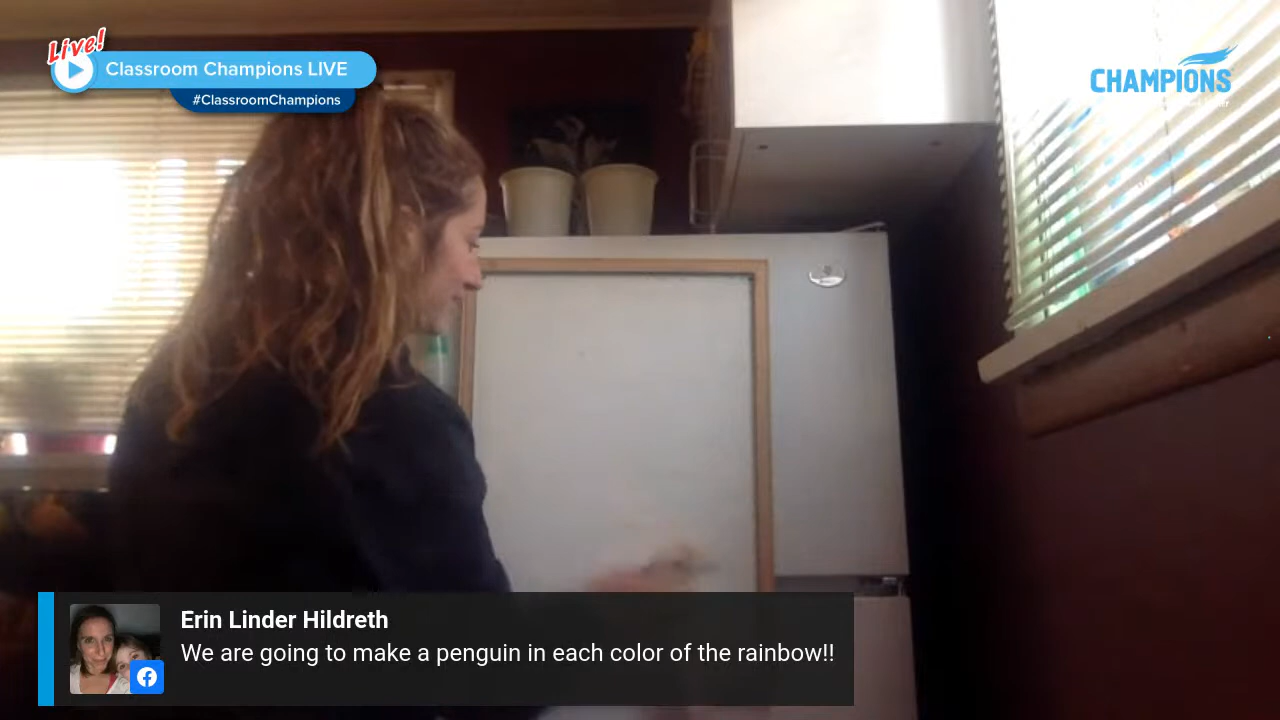 Live!
Classroom Champions LIVE
#ClassroomChampions
CHAMPIONS
Erin Linder Hildreth
We are going to make a penguin in each color of the rainbow!!